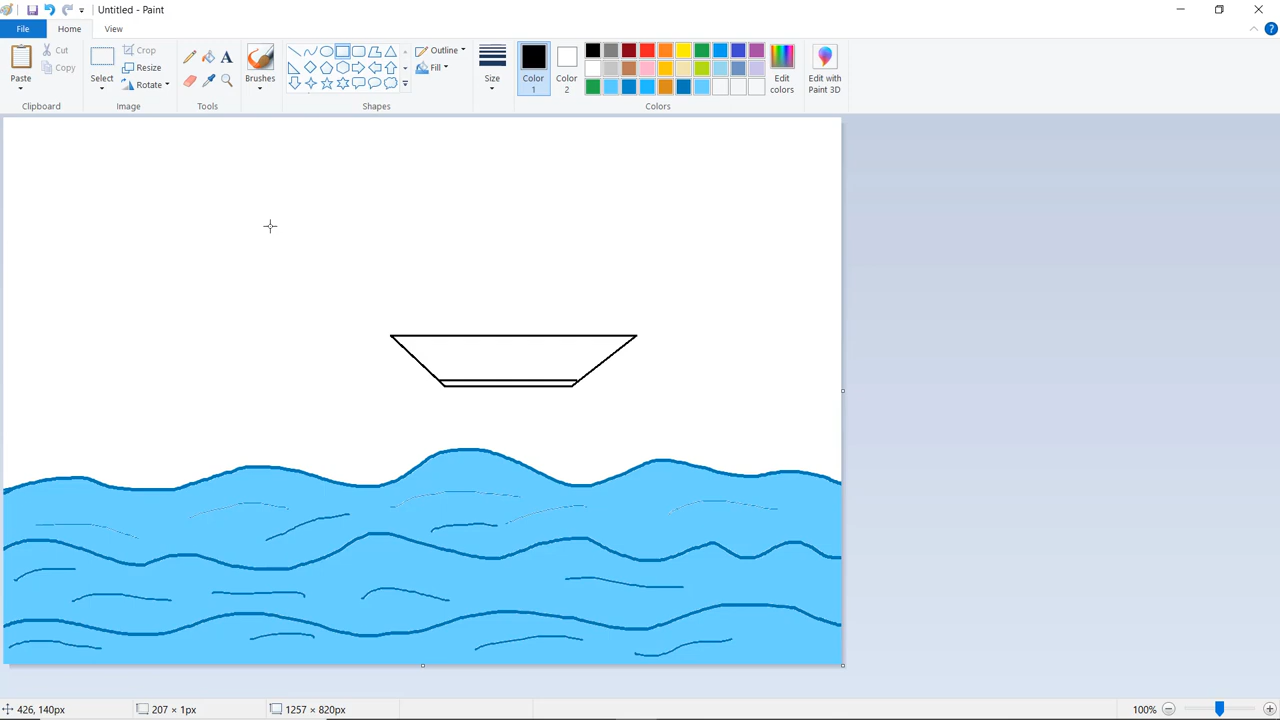 Untitled - Paint
File Home View
Paste
Cut
Copy
Clipboard
Select
Crop
Resize
Rotate
Image
Tools
Brushes
Shapes
Outline
Fill
Size
Color 1
Color 2
Colors
Edit colors
Edit with Paint 3D
426, 140px
207 × 1px
1257 × 820px
100%